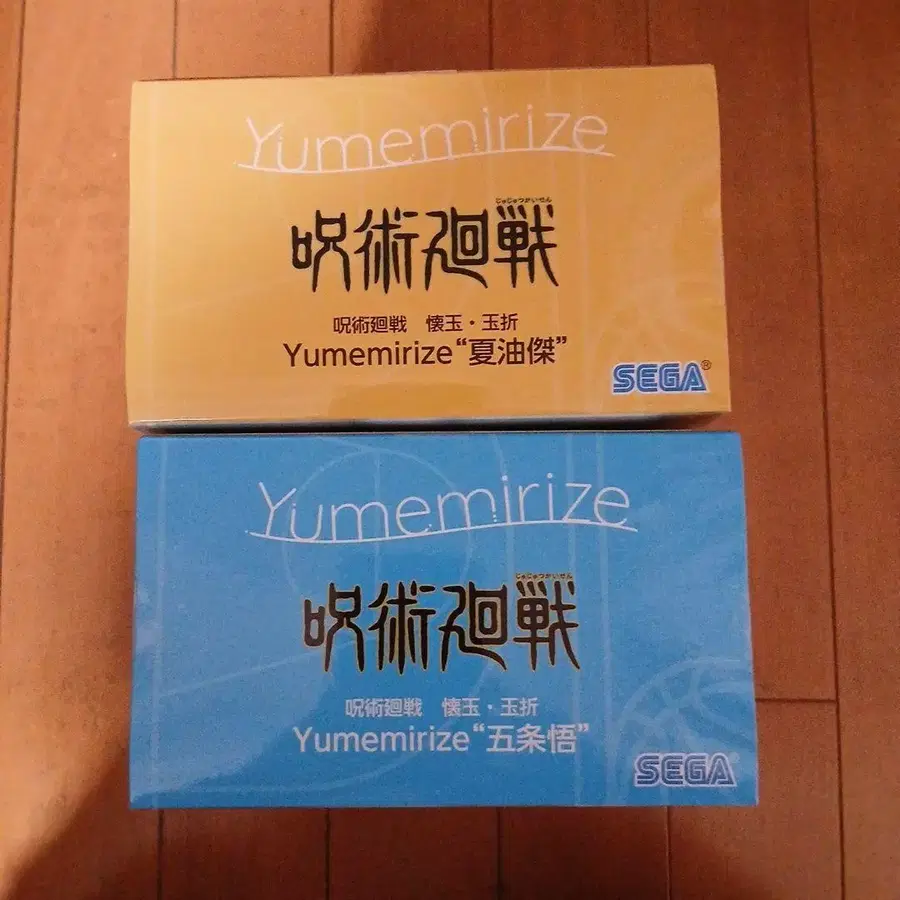 Yumemirize
じゅじゅつかいせん
呪術廻戦
呪術廻戦 懐玉・玉折
Yumemirize“夏油傑”
SEGA®
Yumemirize
じゅじゅつかいせん
呪術廻戦
呪術廻戦 懐玉・玉折
Yumemirize“五条悟”
SEGA